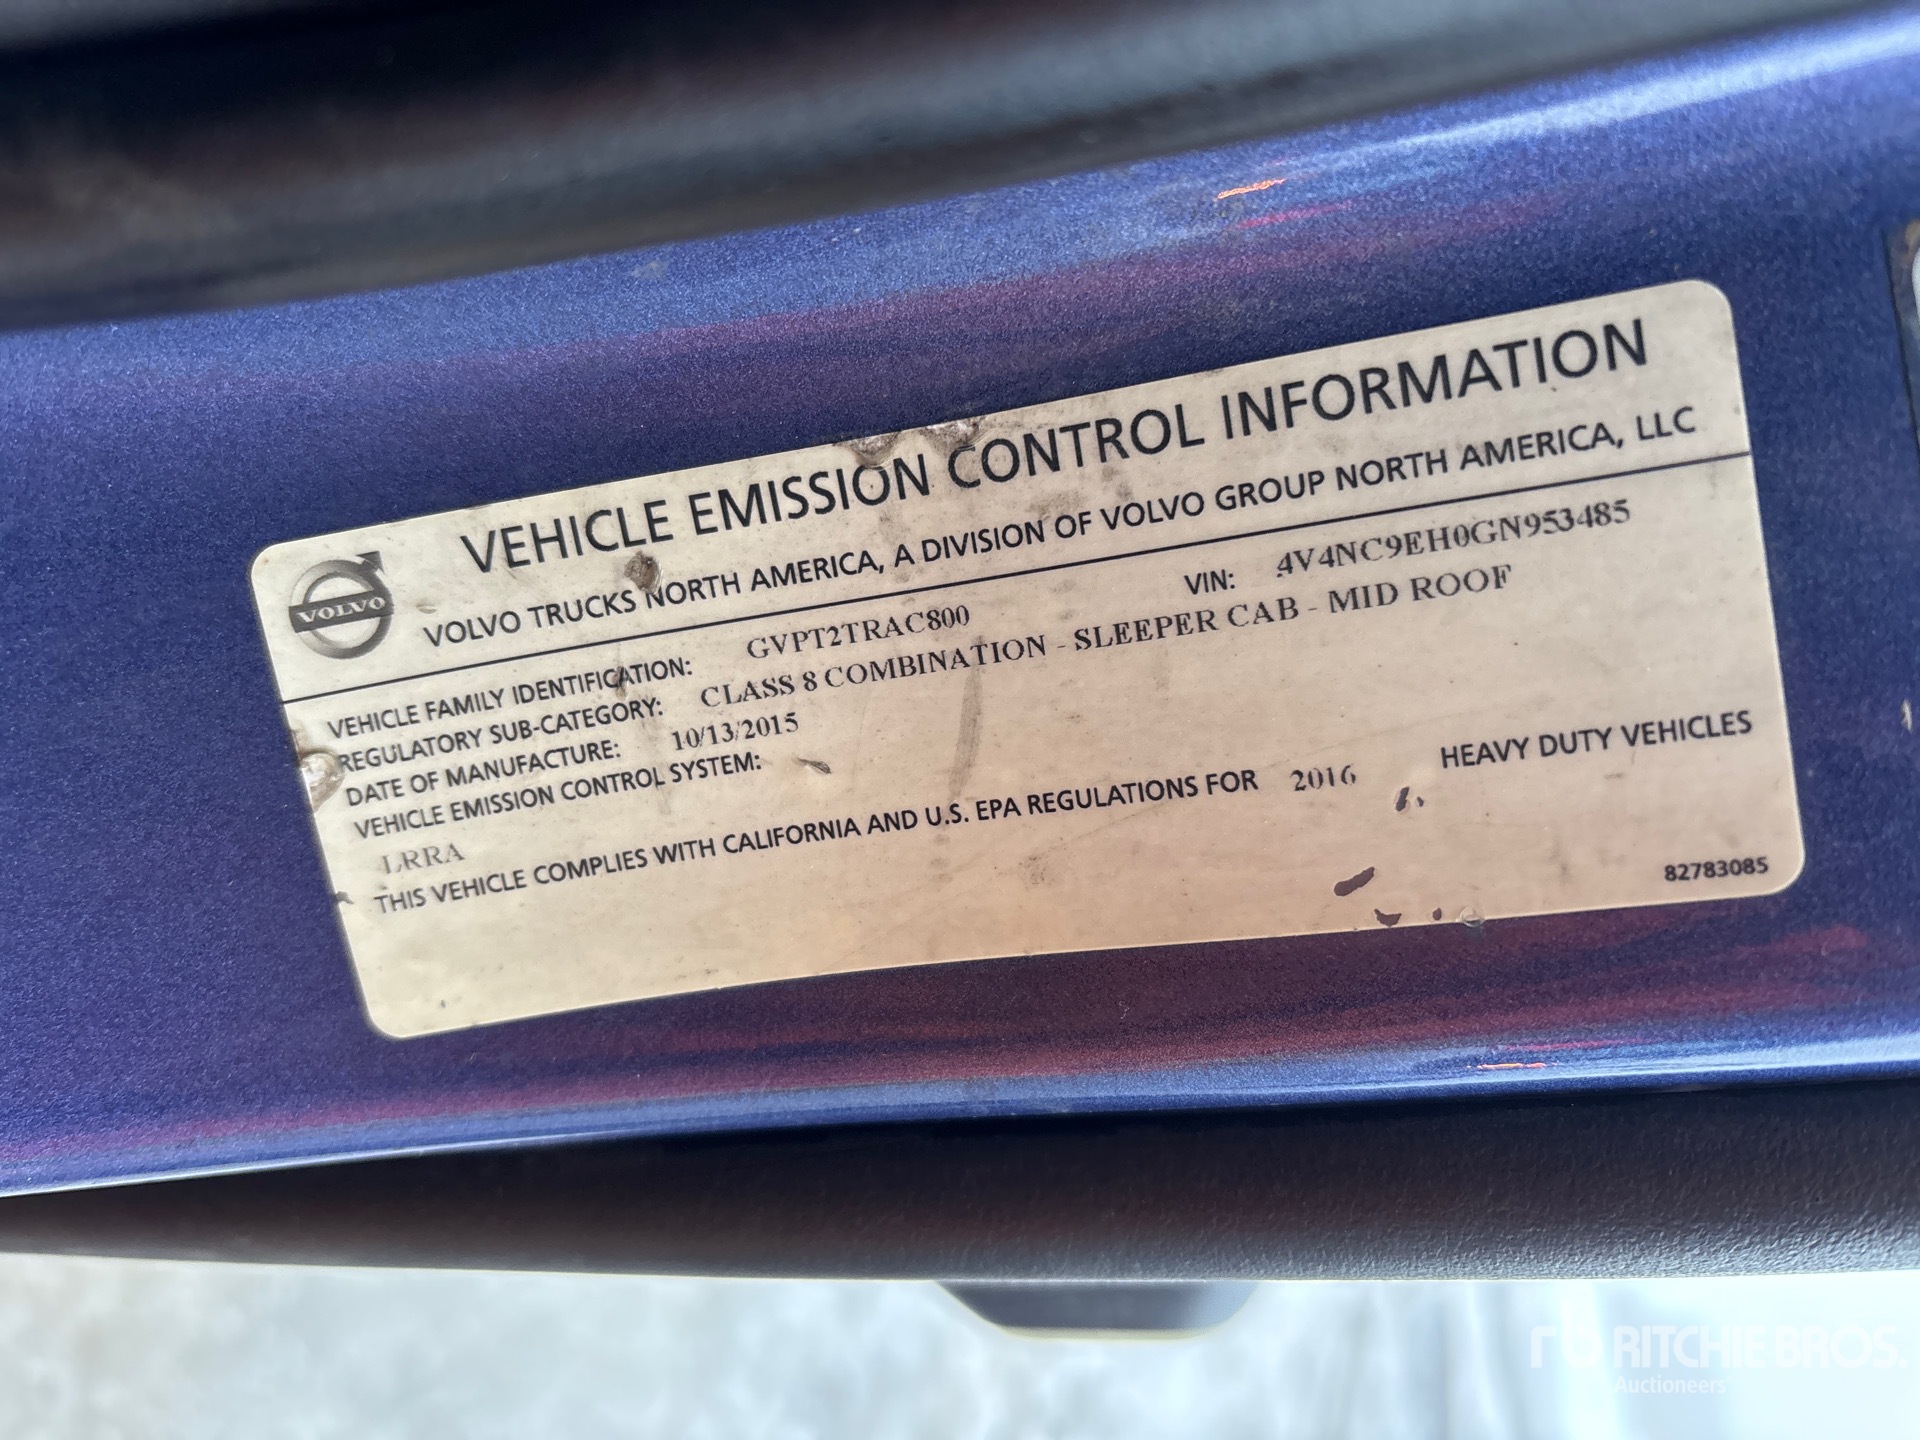 VOLVO
VEHICLE EMISSION CONTROL INFORMATION
VOLVO TRUCKS NORTH AMERICA, A DIVISION OF VOLVO GROUP NORTH AMERICA, LLC
VEHICLE FAMILY IDENTIFICATION: GVPT2TRAC800 VIN: 4V4NC9EH0GN953485
REGULATORY SUB-CATEGORY: CLASS 8 COMBINATION - SLEEPER CAB - MID ROOF
DATE OF MANUFACTURE: 10/13/2015
VEHICLE EMISSION CONTROL SYSTEM:
LRRA
THIS VEHICLE COMPLIES WITH CALIFORNIA AND U.S. EPA REGULATIONS FOR 2016 HEAVY DUTY VEHICLES
82783085
rb RITCHIE BROS.
Auctioneers